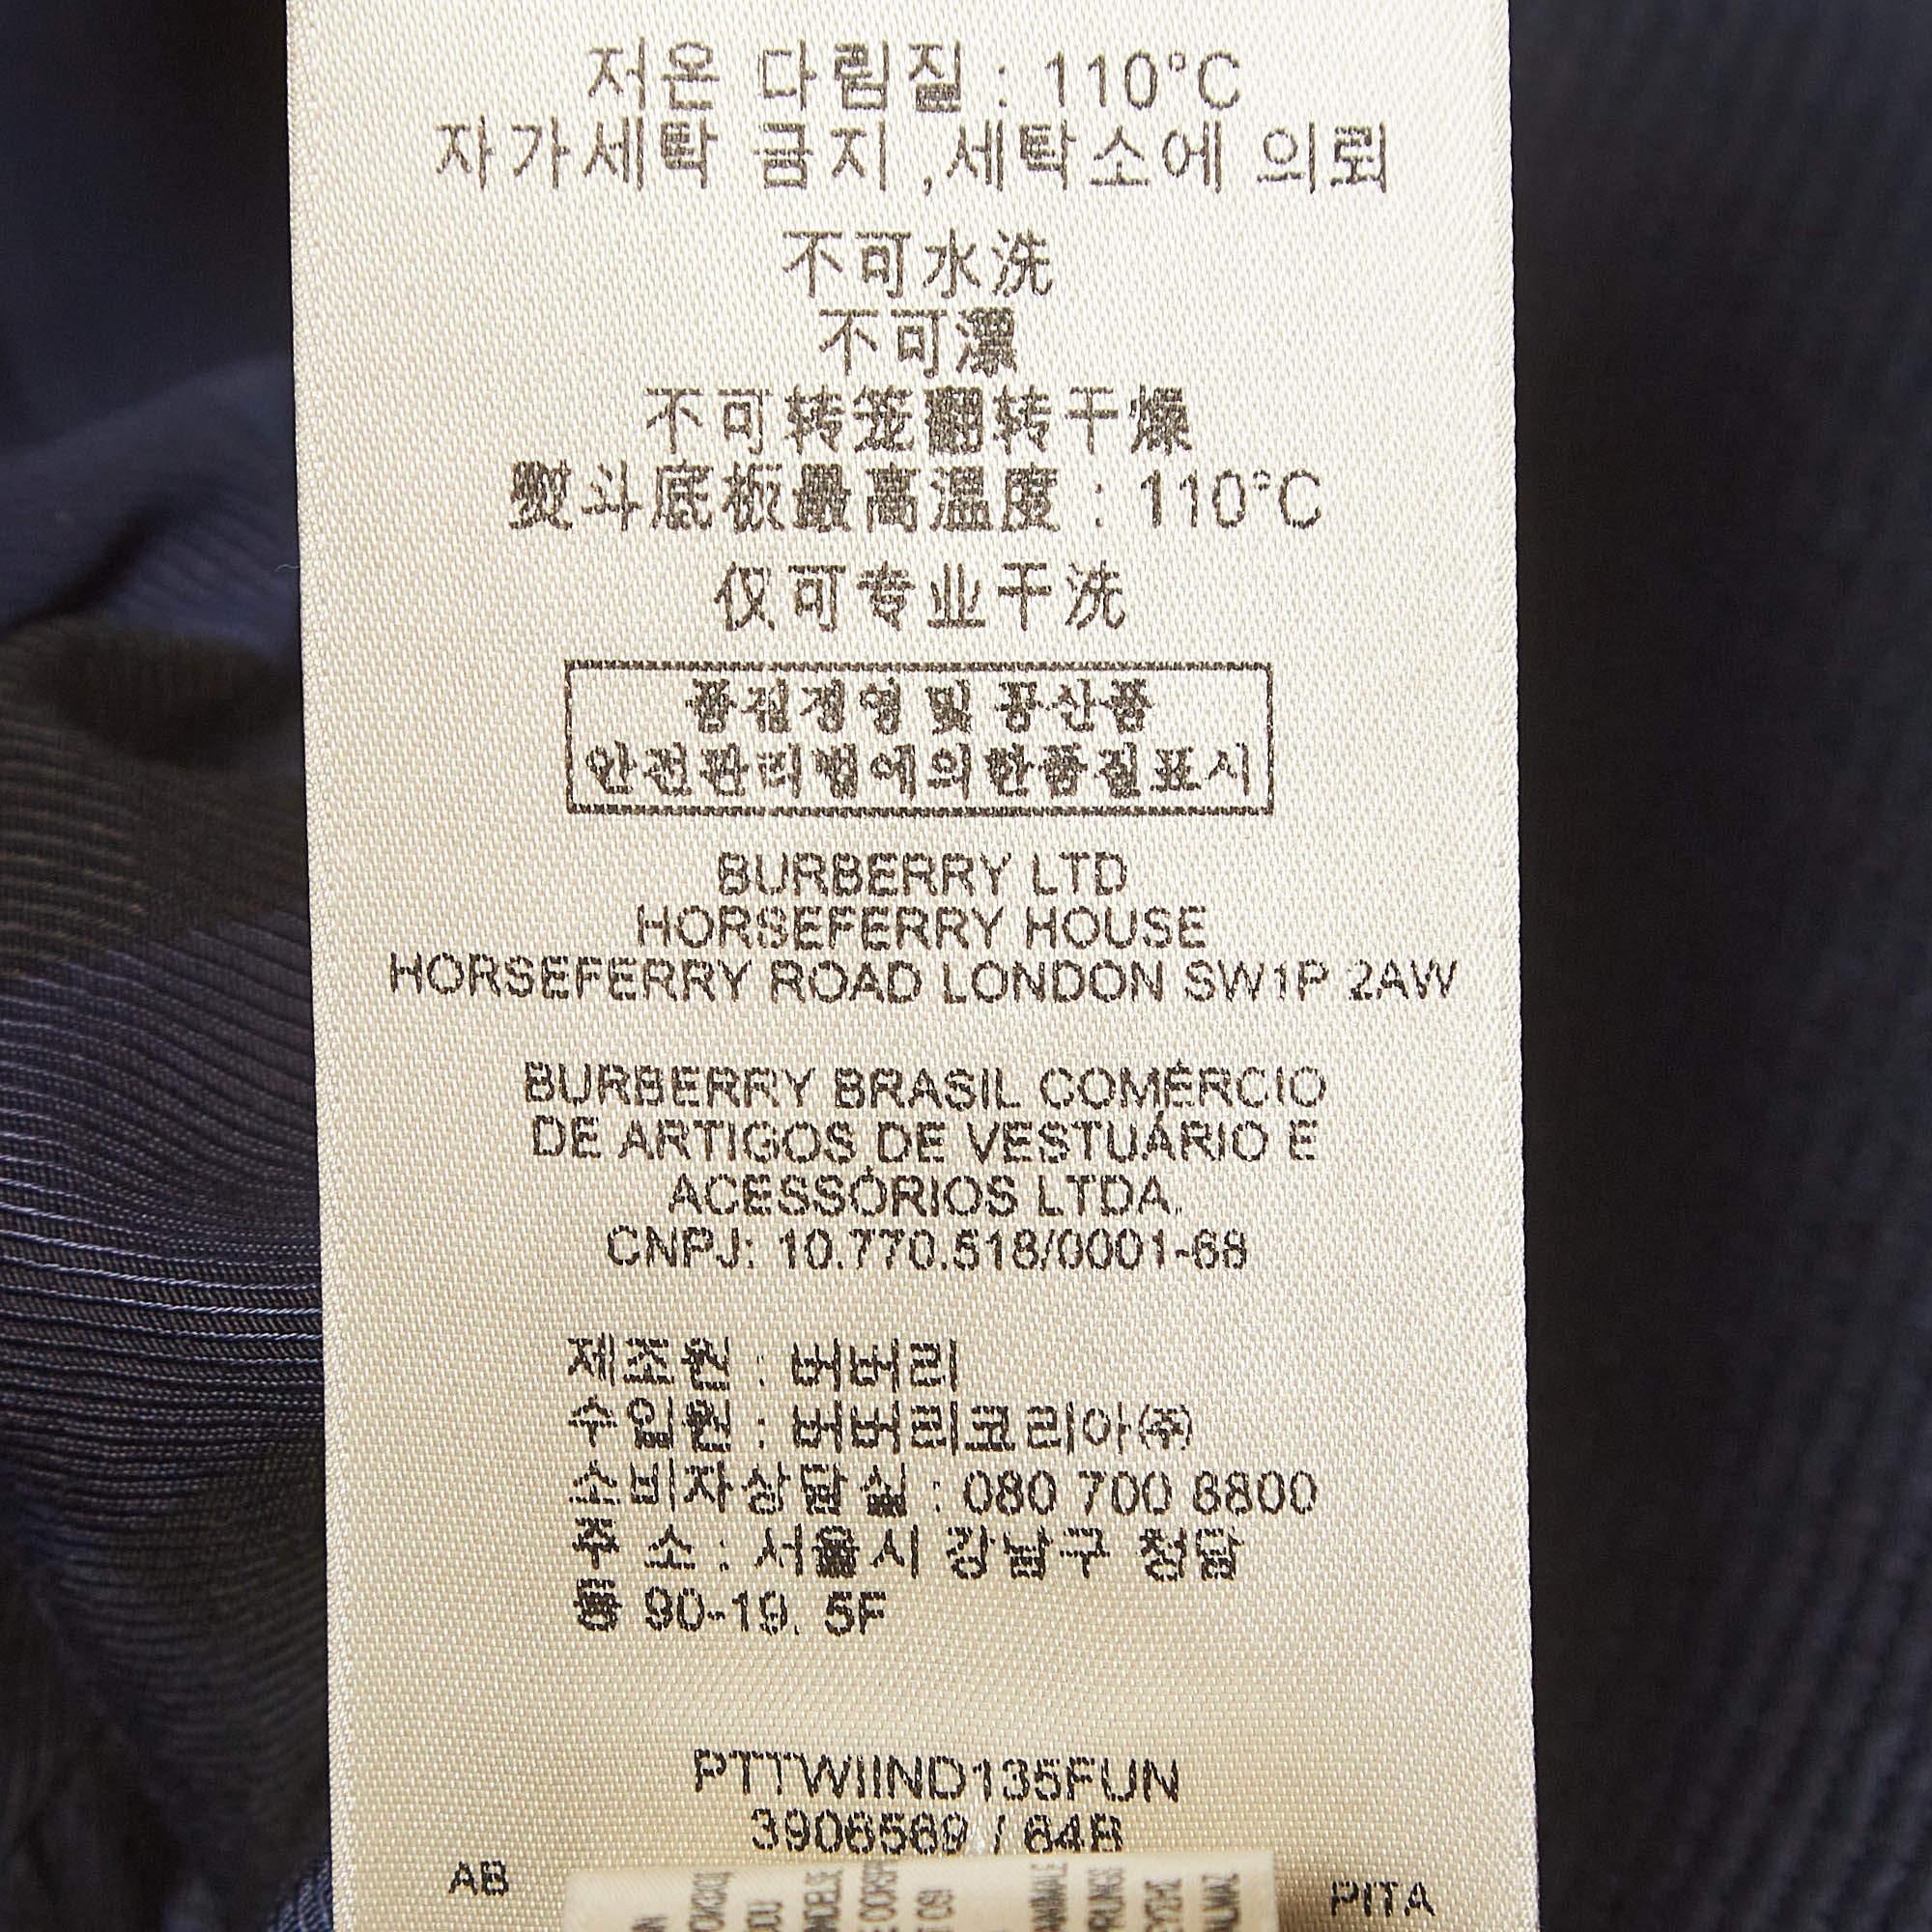 저온 다림질 : 110°C
자가세탁 금지 ,세탁소에 의뢰
不可水洗
不可漂
不可转笼翻转干燥
熨斗底板最高温度 : 110°C
仅可专业干洗
품질경영 및 공산품
안전관리법에의한품질표시
BURBERRY LTD
HORSEFERRY HOUSE
HORSEFERRY ROAD LONDON SW1P 2AW
BURBERRY BRASIL COMÉRCIO
DE ARTIGOS DE VESTUÁRIO E
ACESSÓRIOS LTDA.
CNPJ: 10.770.518/0001-68
제조원 : 버버리
수입원 : 버버리코리아㈜
소비자상담실 : 080 700 8800
주 소 : 서울시 강남구 청담
동 90-19. 5F
PTTWIIND135FUN
3906569 / 64B
AB
PITA